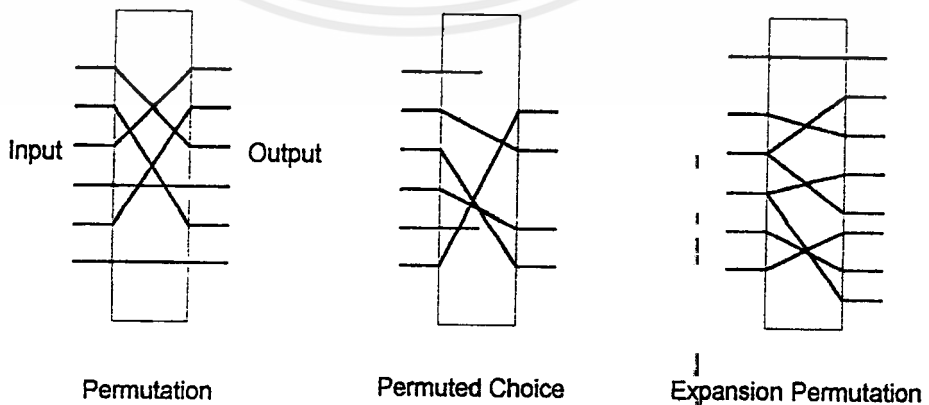 Input
Output
Permutation
Permuted Choice
Expansion Permutation